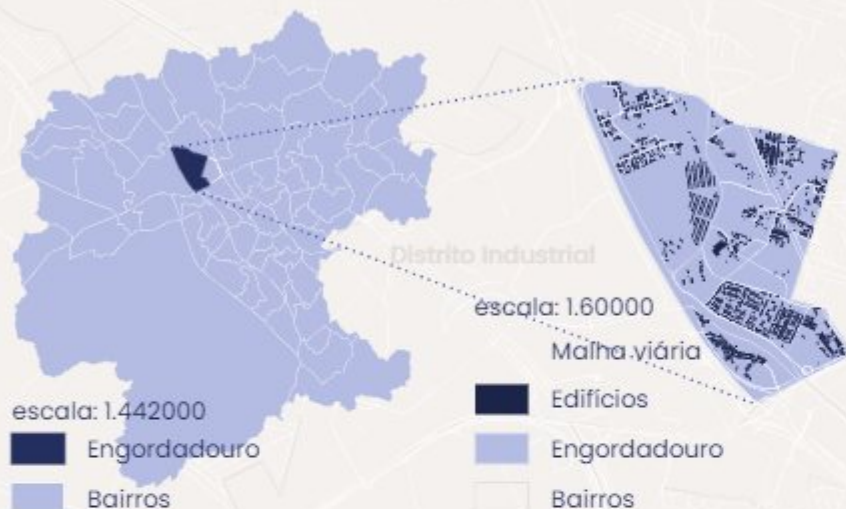 Distrito Industrial
escala: 1.442000
Engordadouro
Bairros
escala: 1.60000
Malha viária
Edifícios
Engordadouro
Bairros